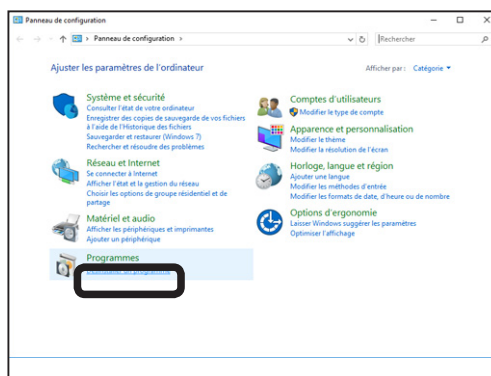 Panneau de configuration
Panneau de configuration
Rechercher
Ajuster les paramètres de l'ordinateur
Afficher par : Catégorie
Système et sécurité
Consulter l'état de votre ordinateur
Enregistrer des copies de sauvegarde de vos fichiers
à l'aide de l'Historique des fichiers
Sauvegarder et restaurer (Windows 7)
Rechercher et résoudre des problèmes
Réseau et Internet
Se connecter à Internet
Afficher l'état et la gestion du réseau
Choisir les options de groupe résidentiel et de
partage
Matériel et audio
Afficher les périphériques et imprimantes
Ajouter un périphérique
Programmes
Désinstaller un programme
Comptes d'utilisateurs
Modifier le type de compte
Apparence et personnalisation
Modifier le thème
Modifier la résolution de l'écran
Horloge, langue et région
Ajouter une langue
Modifier les méthodes d'entrée
Modifier les formats de date, d'heure ou de nombre
Options d'ergonomie
Laisser Windows suggérer les paramètres
Optimiser l'affichage